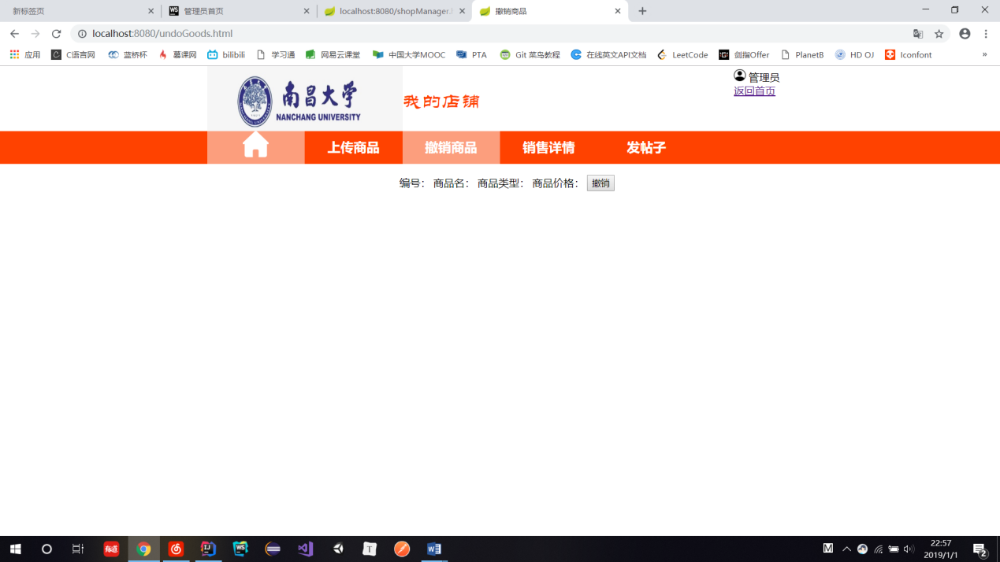 新标签页
管理员首页
localhost:8080/shopManager.h
撤销商品
localhost:8080/undoGoods.html
应用 C语言网 蓝桥杯 慕课网 bilibili 学习通 网易云课堂 中国大学MOOC PTA Git 菜鸟教程 在线英文API文档 LeetCode 剑指Offer PlanetB HD OJ Iconfont »
南昌大学
NANCHANG UNIVERSITY
我的店铺
管理员
返回首页
上传商品 撤销商品 销售详情 发帖子
编号： 商品名： 商品类型： 商品价格： 撤销
有道
22:57
2019/1/1
2